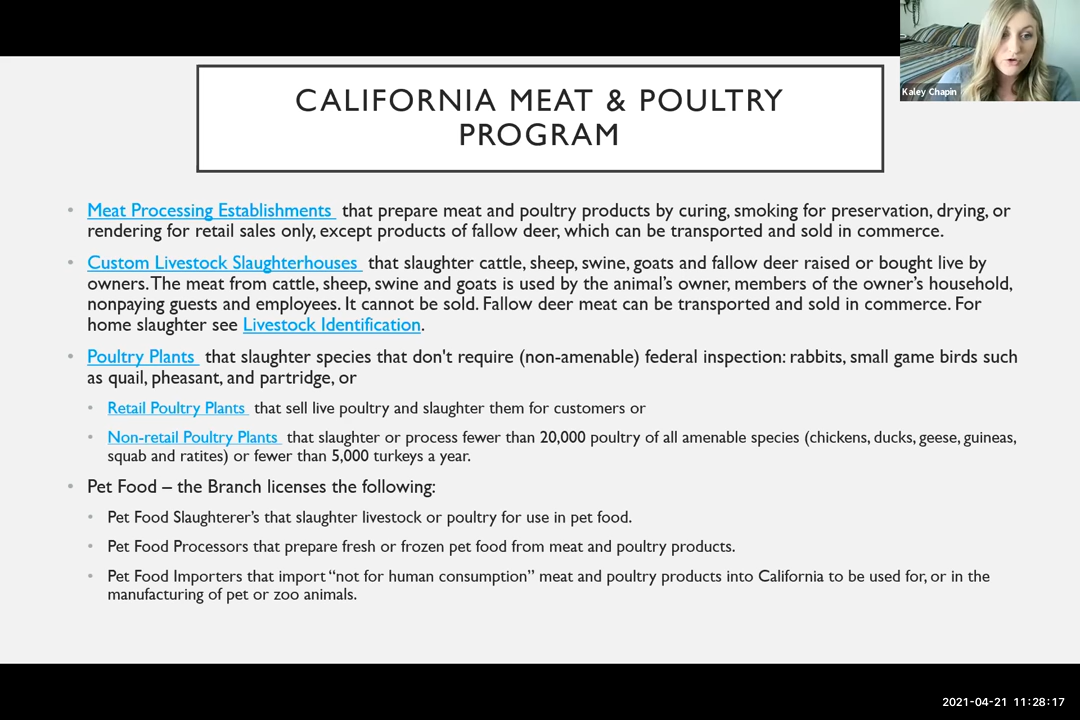 Kaley Chapin
CALIFORNIA MEAT & POULTRY
PROGRAM
• Meat Processing Establishments that prepare meat and poultry products by curing, smoking for preservation, drying, or
rendering for retail sales only, except products of fallow deer, which can be transported and sold in commerce.
• Custom Livestock Slaughterhouses that slaughter cattle, sheep, swine, goats and fallow deer raised or bought live by
owners. The meat from cattle, sheep, swine and goats is used by the animal's owner, members of the owner's household,
nonpaying guests and employees. It cannot be sold. Fallow deer meat can be transported and sold in commerce. For
home slaughter see Livestock Identification.
• Poultry Plants that slaughter species that don't require (non-amenable) federal inspection: rabbits, small game birds such
as quail, pheasant, and partridge, or
• Retail Poultry Plants that sell live poultry and slaughter them for customers or
• Non-retail Poultry Plants that slaughter or process fewer than 20,000 poultry of all amenable species (chickens, ducks, geese, guineas,
squab and ratites) or fewer than 5,000 turkeys a year.
• Pet Food – the Branch licenses the following:
• Pet Food Slaughterer's that slaughter livestock or poultry for use in pet food.
• Pet Food Processors that prepare fresh or frozen pet food from meat and poultry products.
• Pet Food Importers that import “not for human consumption” meat and poultry products into California to be used for, or in the
manufacturing of pet or zoo animals.
2021-04-21 11:28:17